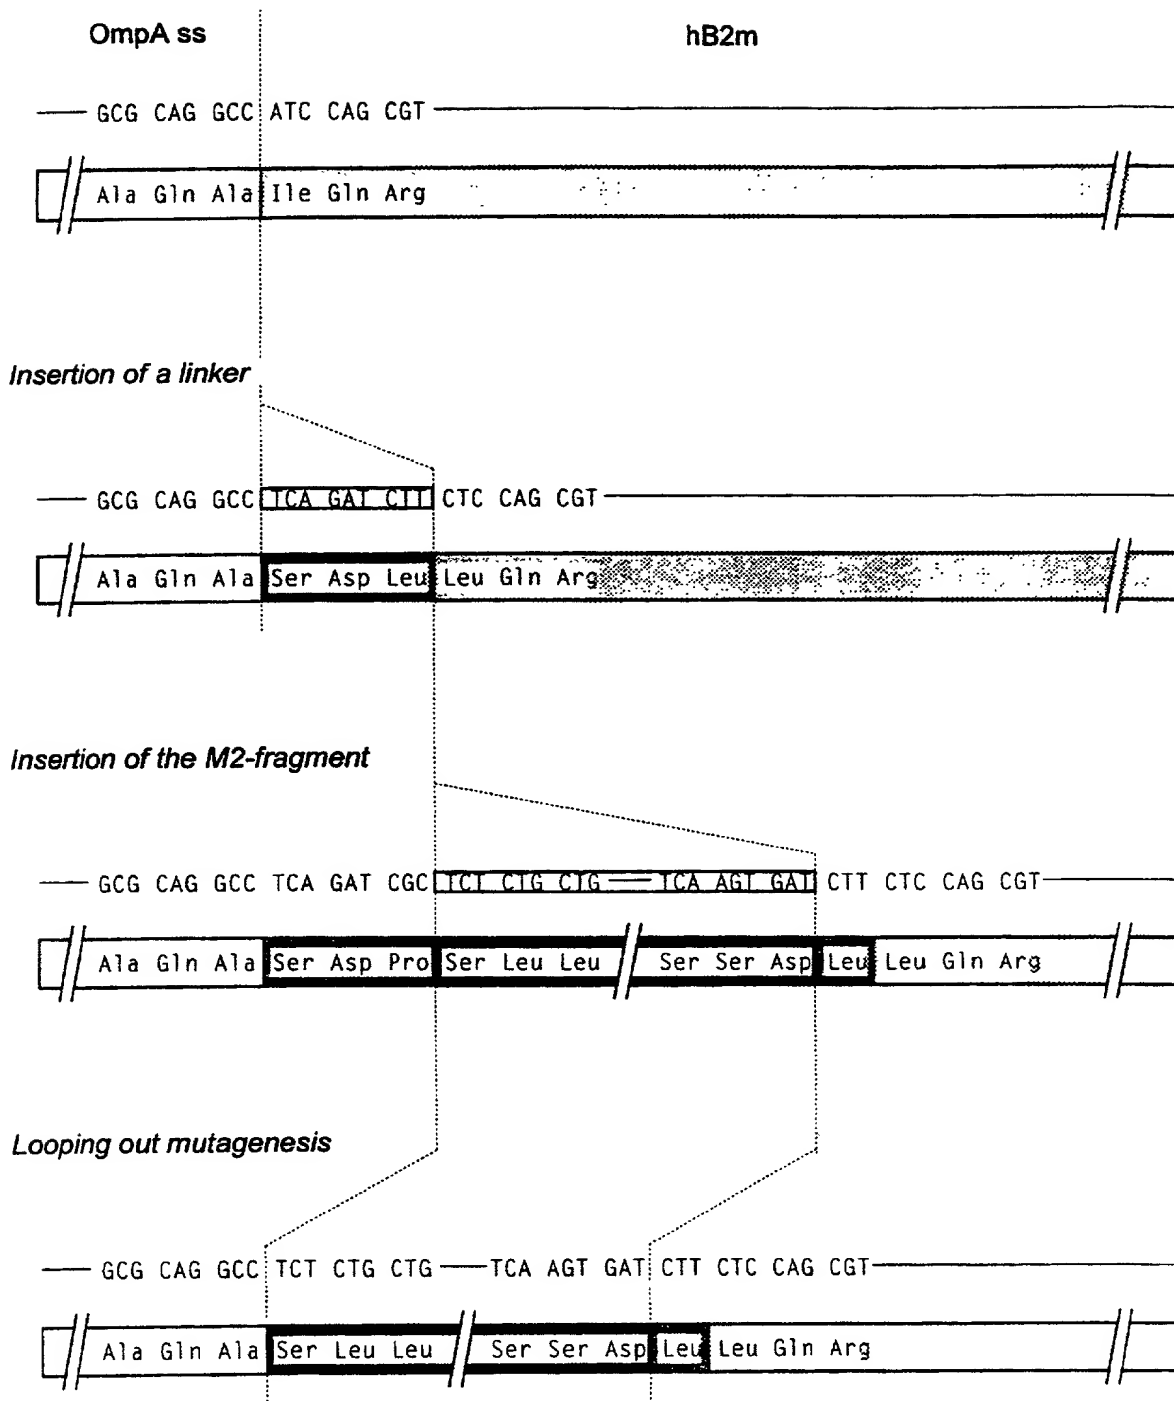 OmpA ss hB2m
GCG CAG GCC ATC CAG CGT
Ala Gln Ala Ile Gln Arg
Insertion of a linker
GCG CAG GCC TCA GAT CTT CTC CAG CGT
Ala Gln Ala Ser Asp Leu Leu Gln Arg
Insertion of the M2-fragment
GCG CAG GCC TCA GAT CGC TCT CTG CTG TCA AGT GAT CTT CTC CAG CGT
Ala Gln Ala Ser Asp Pro Ser Leu Leu Ser Ser Asp Leu Leu Gln Arg
Looping out mutagenesis
GCG CAG GCC TCT CTG CTG TCA AGT GAT CTT CTC CAG CGT
Ala Gln Ala Ser Leu Leu Ser Ser Asp Leu Leu Gln Arg